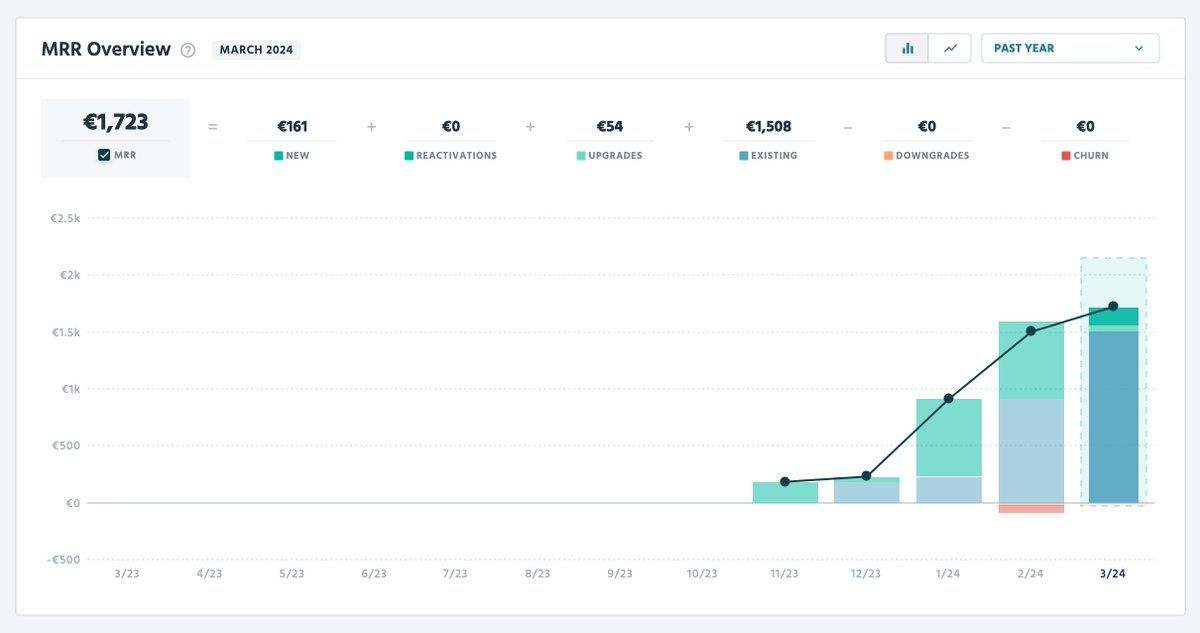 MRR Overview ? MARCH 2024
PAST YEAR
€1,723 = €161 + €0 + €54 + €1,508 − €0 − €0
MRR NEW REACTIVATIONS UPGRADES EXISTING DOWNGRADES CHURN
€2.5k
€2k
€1.5k
€1k
€500
€0
-€500
3/23 4/23 5/23 6/23 7/23 8/23 9/23 10/23 11/23 12/23 1/24 2/24 3/24